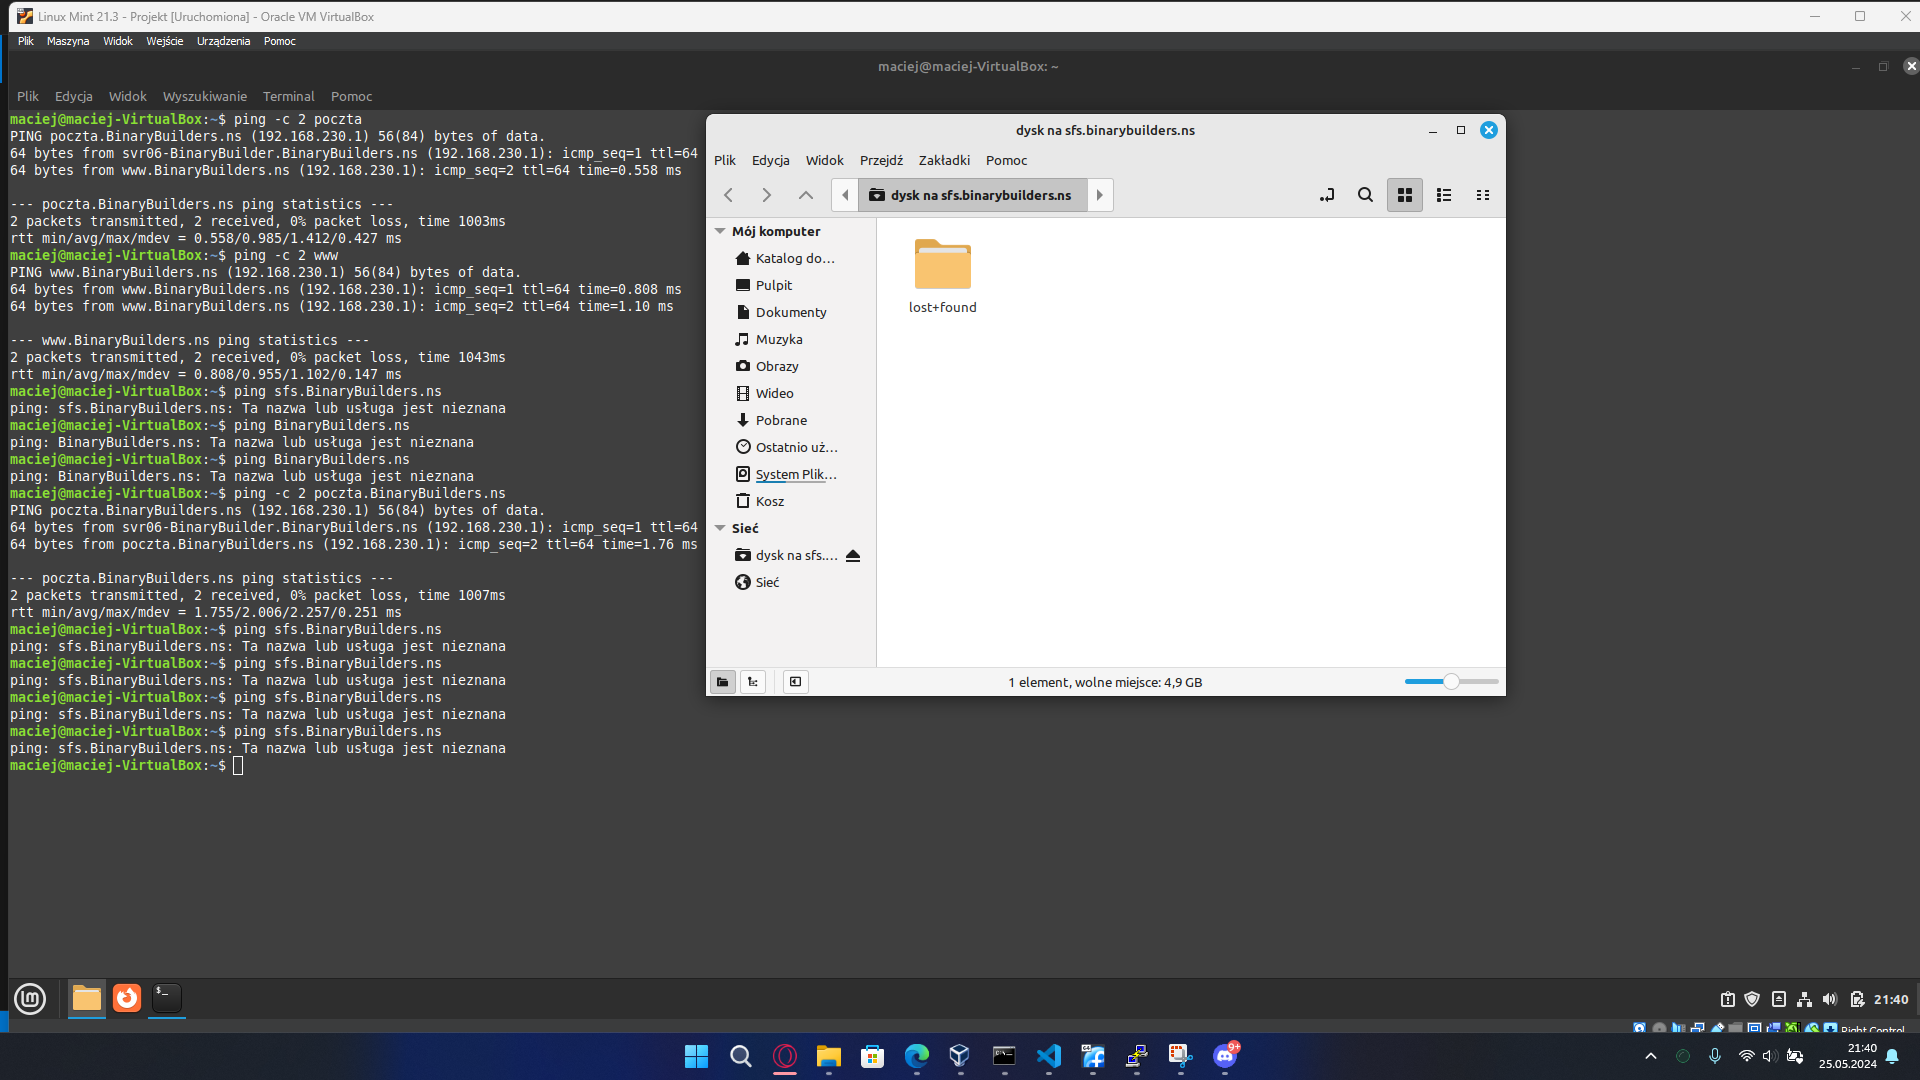 Linux Mint 21.3 - Projekt [Uruchomiona] - Oracle VM VirtualBox
Plik Maszyna Widok Wejście Urządzenia Pomoc
maciej@maciej-VirtualBox: ~
Plik Edycja Widok Wyszukiwanie Terminal Pomoc
maciej@maciej-VirtualBox:~$ ping -c 2 poczta
PING poczta.BinaryBuilders.ns (192.168.230.1) 56(84) bytes of data.
64 bytes from svr06-BinaryBuilder.BinaryBuilders.ns (192.168.230.1): icmp_seq=1 ttl=64
64 bytes from www.BinaryBuilders.ns (192.168.230.1): icmp_seq=2 ttl=64 time=0.558 ms
--- poczta.BinaryBuilders.ns ping statistics ---
2 packets transmitted, 2 received, 0% packet loss, time 1003ms
rtt min/avg/max/mdev = 0.558/0.985/1.412/0.427 ms
maciej@maciej-VirtualBox:~$ ping -c 2 www
PING www.BinaryBuilders.ns (192.168.230.1) 56(84) bytes of data.
64 bytes from www.BinaryBuilders.ns (192.168.230.1): icmp_seq=1 ttl=64 time=0.808 ms
64 bytes from www.BinaryBuilders.ns (192.168.230.1): icmp_seq=2 ttl=64 time=1.10 ms
--- www.BinaryBuilders.ns ping statistics ---
2 packets transmitted, 2 received, 0% packet loss, time 1043ms
rtt min/avg/max/mdev = 0.808/0.955/1.102/0.147 ms
maciej@maciej-VirtualBox:~$ ping sfs.BinaryBuilders.ns
ping: sfs.BinaryBuilders.ns: Ta nazwa lub usługa jest nieznana
maciej@maciej-VirtualBox:~$ ping BinaryBuilders.ns
ping: BinaryBuilders.ns: Ta nazwa lub usługa jest nieznana
maciej@maciej-VirtualBox:~$ ping BinaryBuilders.ns
ping: BinaryBuilders.ns: Ta nazwa lub usługa jest nieznana
maciej@maciej-VirtualBox:~$ ping -c 2 poczta.BinaryBuilders.ns
PING poczta.BinaryBuilders.ns (192.168.230.1) 56(84) bytes of data.
64 bytes from svr06-BinaryBuilder.BinaryBuilders.ns (192.168.230.1): icmp_seq=1 ttl=64
64 bytes from poczta.BinaryBuilders.ns (192.168.230.1): icmp_seq=2 ttl=64 time=1.76 ms
--- poczta.BinaryBuilders.ns ping statistics ---
2 packets transmitted, 2 received, 0% packet loss, time 1007ms
rtt min/avg/max/mdev = 1.755/2.006/2.257/0.251 ms
maciej@maciej-VirtualBox:~$ ping sfs.BinaryBuilders.ns
ping: sfs.BinaryBuilders.ns: Ta nazwa lub usługa jest nieznana
maciej@maciej-VirtualBox:~$ ping sfs.BinaryBuilders.ns
ping: sfs.BinaryBuilders.ns: Ta nazwa lub usługa jest nieznana
maciej@maciej-VirtualBox:~$ ping sfs.BinaryBuilders.ns
ping: sfs.BinaryBuilders.ns: Ta nazwa lub usługa jest nieznana
maciej@maciej-VirtualBox:~$ ping sfs.BinaryBuilders.ns
ping: sfs.BinaryBuilders.ns: Ta nazwa lub usługa jest nieznana
maciej@maciej-VirtualBox:~$
dysk na sfs.binarybuilders.ns
Plik Edycja Widok Przejdź Zakładki Pomoc
dysk na sfs.binarybuilders.ns
Mój komputer
Katalog do...
Pulpit
Dokumenty
Muzyka
Obrazy
Wideo
Pobrane
Ostatnio uż...
System Plik...
Kosz
Sieć
dysk na sfs....
Sieć
lost+found
1 element, wolne miejsce: 4,9 GB
21:40
Right Control
9+
21:40
25.05.2024